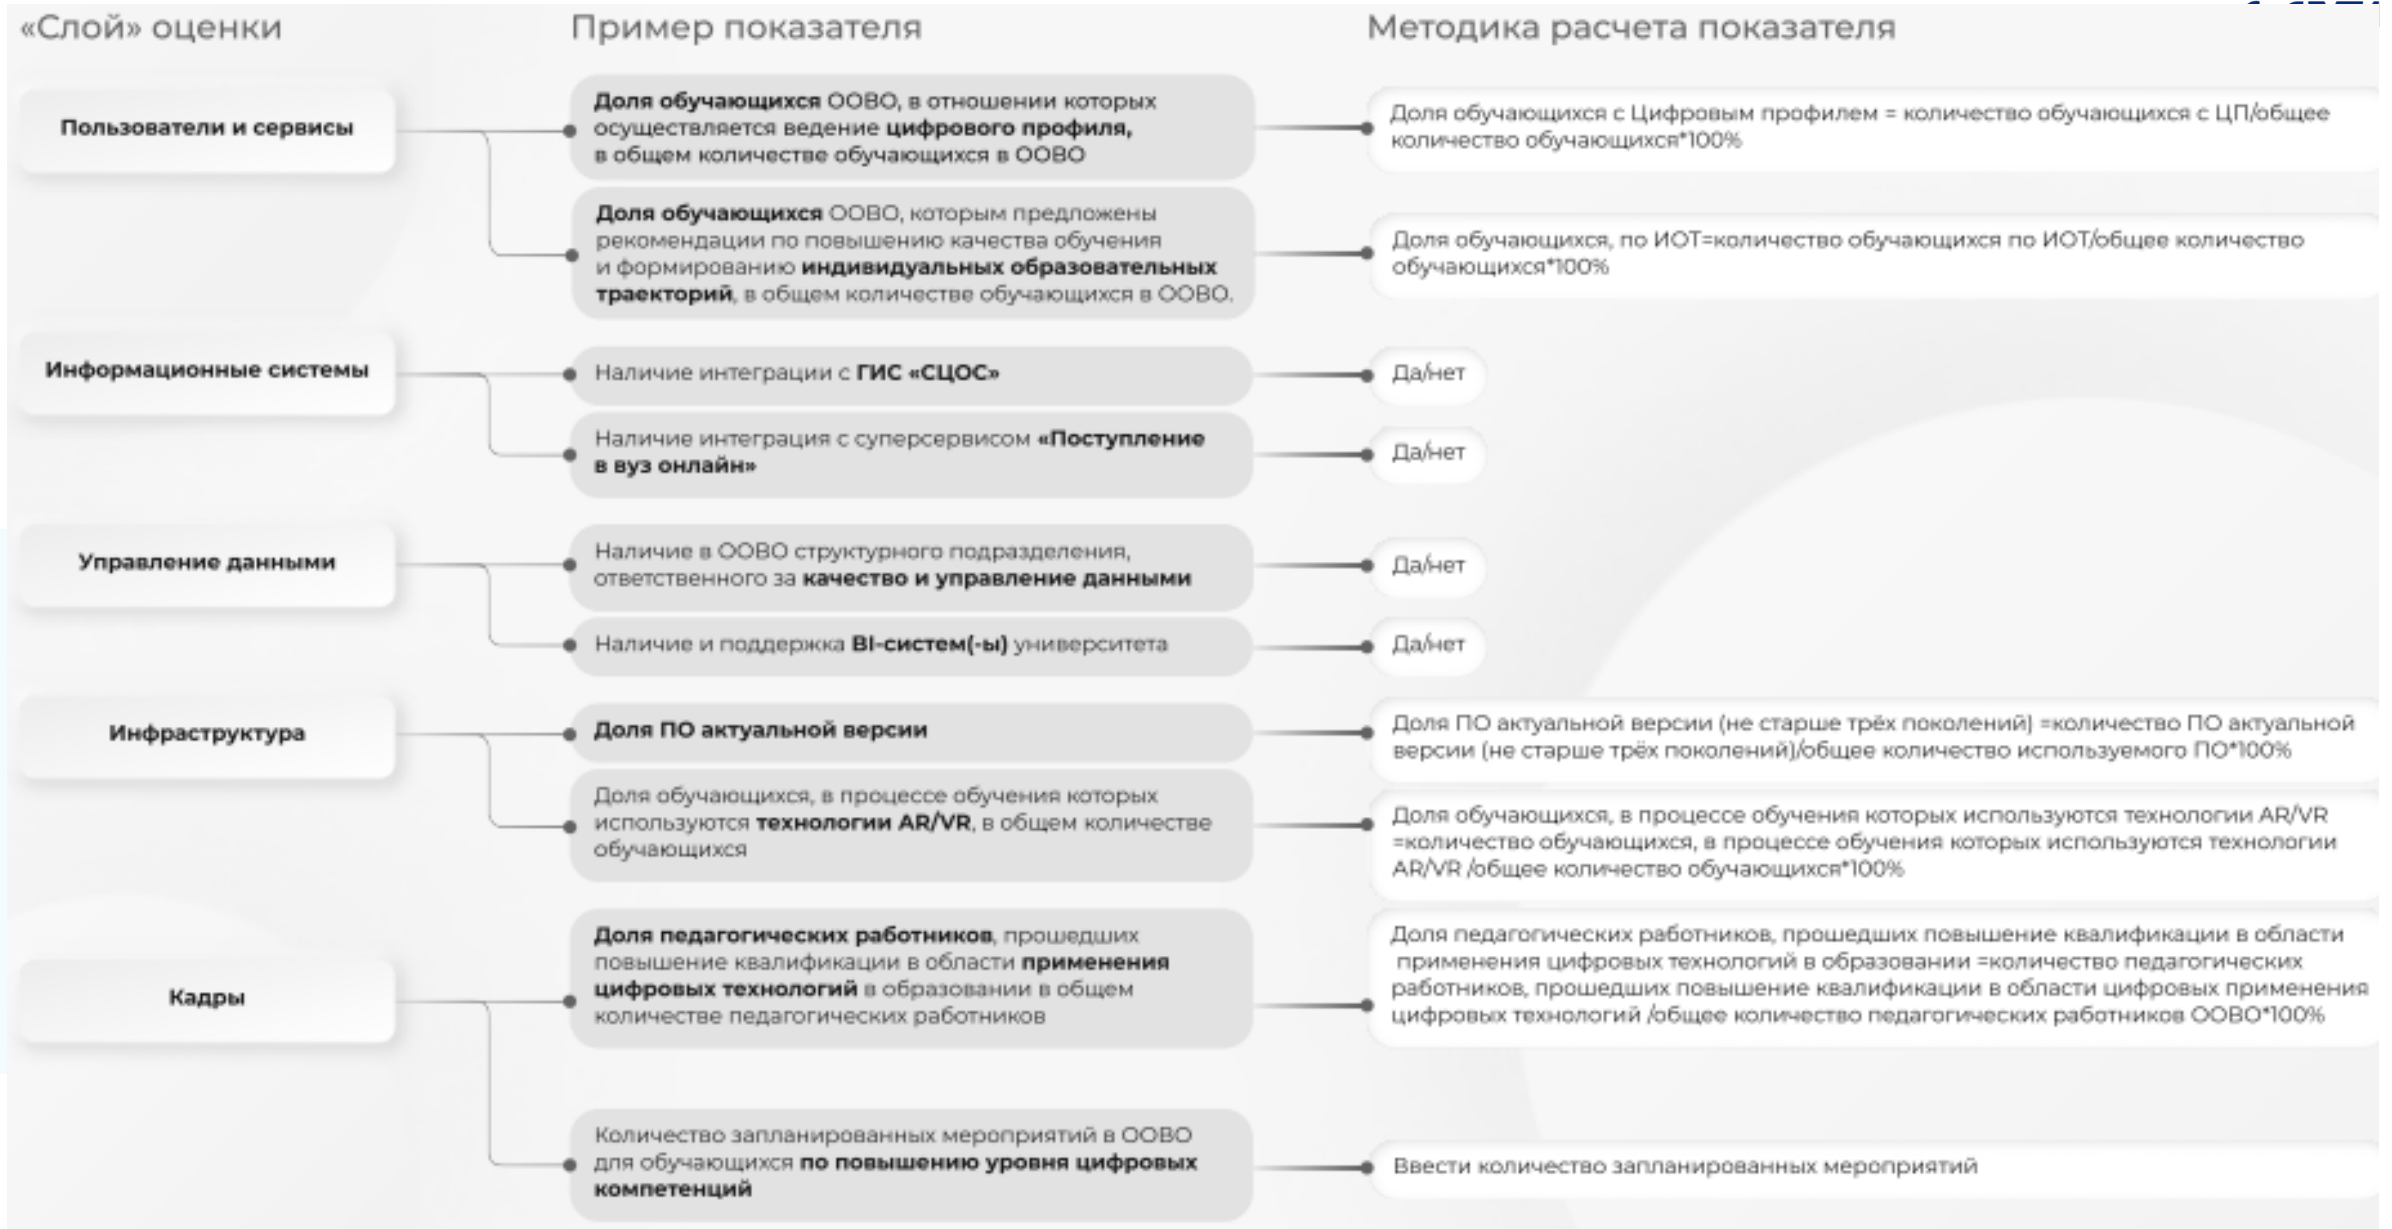 «Слой» оценки
Пример показателя
Методика расчета показателя
Пользователи и сервисы
Доля обучающихся ООВО, в отношении которых
осуществляется ведение цифрового профиля,
в общем количестве обучающихся в ООВО
Доля обучающихся с Цифровым профилем = количество обучающихся с ЦП/общее
количество обучающихся*100%
Доля обучающихся ООВО, которым предложены
рекомендации по повышению качества обучения
и формированию индивидуальных образовательных
траекторий, в общем количестве обучающихся в ООВО.
Доля обучающихся, по ИОТ=количество обучающихся по ИОТ/общее количество
обучающихся*100%
Информационные системы
Наличие интеграции с ГИС «СЦОС»
Да/нет
Наличие интеграция с суперсервисом «Поступление
в вуз онлайн»
Да/нет
Управление данными
Наличие в ООВО структурного подразделения,
ответственного за качество и управление данными
Да/нет
Наличие и поддержка BI-систем(-ы) университета
Да/нет
Инфраструктура
Доля ПО актуальной версии
Доля ПО актуальной версии (не старше трёх поколений) =количество ПО актуальной
версии (не старше трёх поколений)/общее количество используемого ПО*100%
Доля обучающихся, в процессе обучения которых
используются технологии AR/VR, в общем количестве
обучающихся
Доля обучающихся, в процессе обучения которых используются технологии AR/VR
=количество обучающихся, в процессе обучения которых используются технологии
AR/VR /общее количество обучающихся*100%
Кадры
Доля педагогических работников, прошедших
повышение квалификации в области применения
цифровых технологий в образовании в общем
количестве педагогических работников
Доля педагогических работников, прошедших повышение квалификации в области
применения цифровых технологий в образовании =количество педагогических
работников, прошедших повышение квалификации в области цифровых применения
цифровых технологий /общее количество педагогических работников ООВО*100%
Количество запланированных мероприятий в ООВО
для обучающихся по повышению уровня цифровых
компетенций
Ввести количество запланированных мероприятий